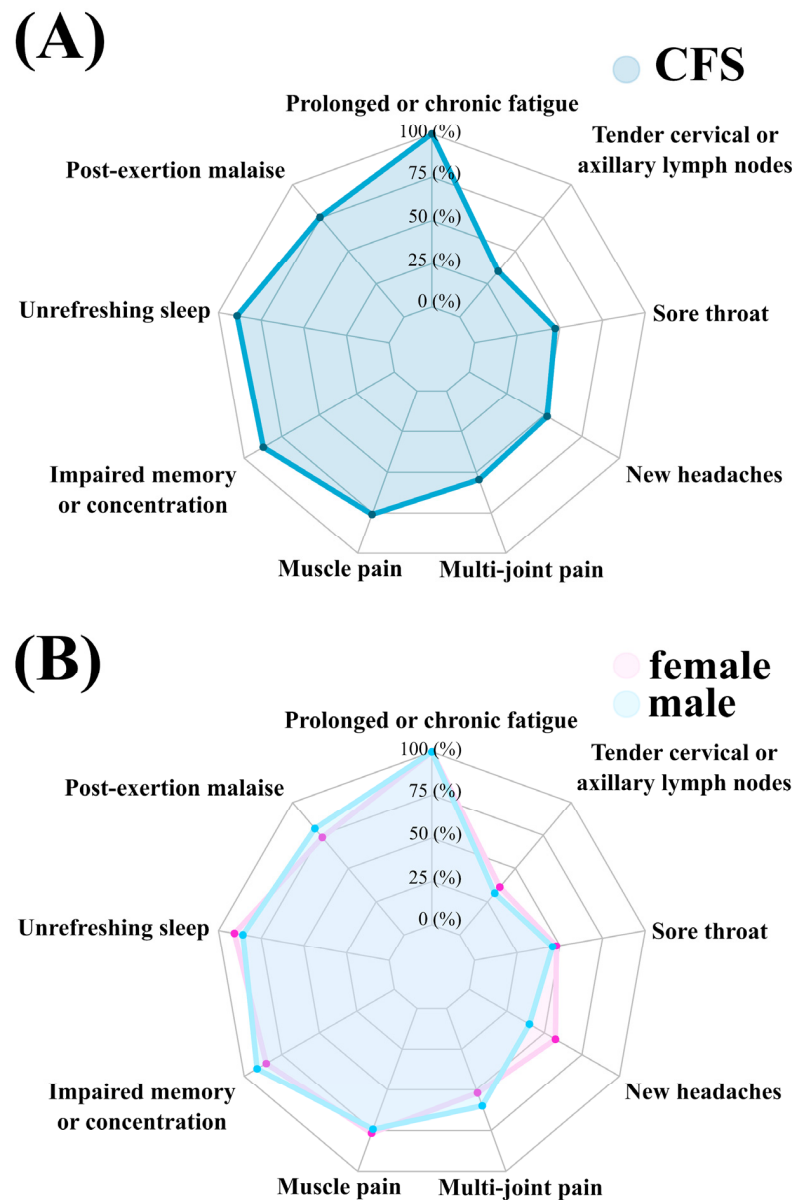 (A)
CFS
Prolonged or chronic fatigue
100 (%)
Tender cervical or
axillary lymph nodes
Post-exertion malaise
75 (%)
50 (%)
25 (%)
0 (%)
Unrefreshing sleep
Sore throat
Impaired memory
or concentration
New headaches
Muscle pain
Multi-joint pain
(B)
female
male
Prolonged or chronic fatigue
100 (%)
Tender cervical or
axillary lymph nodes
Post-exertion malaise
75 (%)
50 (%)
25 (%)
0 (%)
Unrefreshing sleep
Sore throat
Impaired memory
or concentration
New headaches
Muscle pain
Multi-joint pain